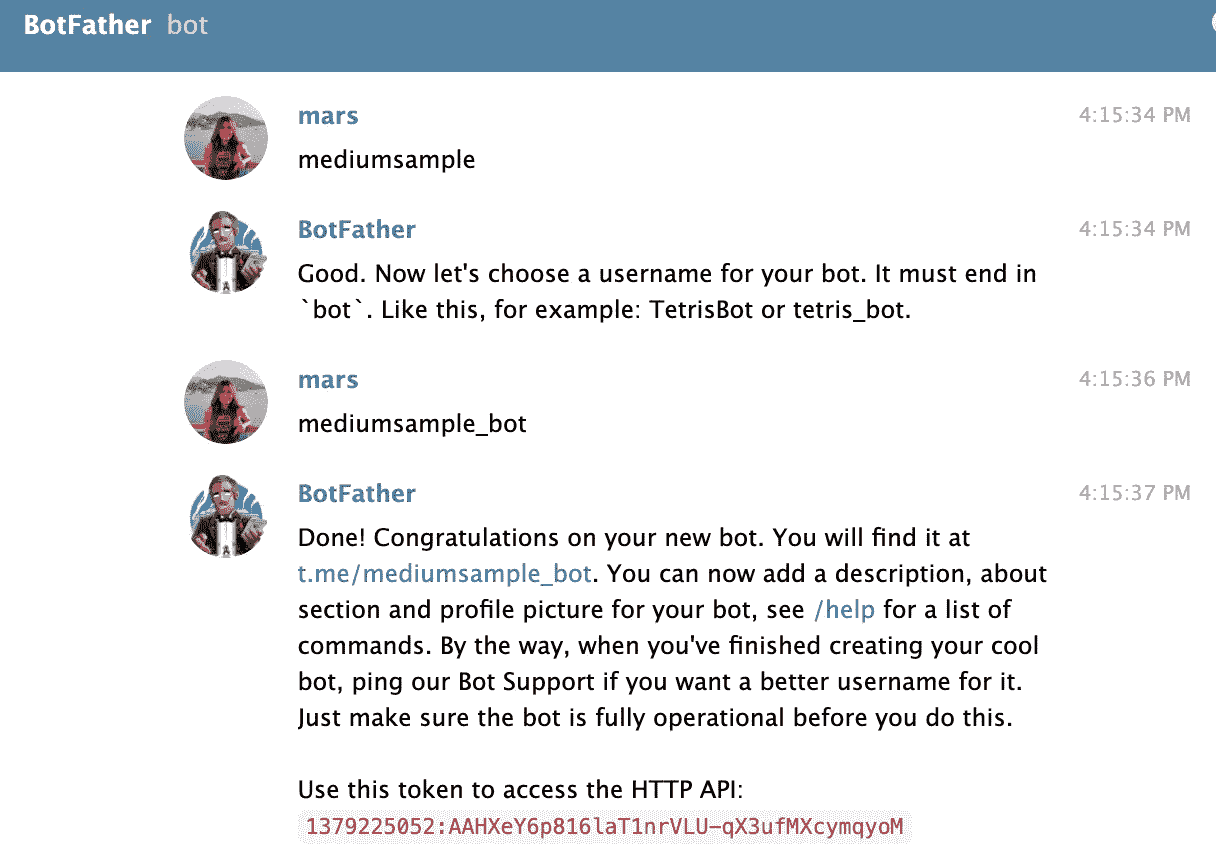 BotFather bot
mars 4:15:34 PM
mediumsample
BotFather 4:15:34 PM
Good. Now let's choose a username for your bot. It must end in
`bot`. Like this, for example: TetrisBot or tetris_bot.
mars 4:15:36 PM
mediumsample_bot
BotFather 4:15:37 PM
Done! Congratulations on your new bot. You will find it at
t.me/mediumsample_bot. You can now add a description, about
section and profile picture for your bot, see /help for a list of
commands. By the way, when you've finished creating your cool
bot, ping our Bot Support if you want a better username for it.
Just make sure the bot is fully operational before you do this.
Use this token to access the HTTP API:
1379225052:AAHXeY6p816laT1nrVLU-qX3ufMXcymqyoM